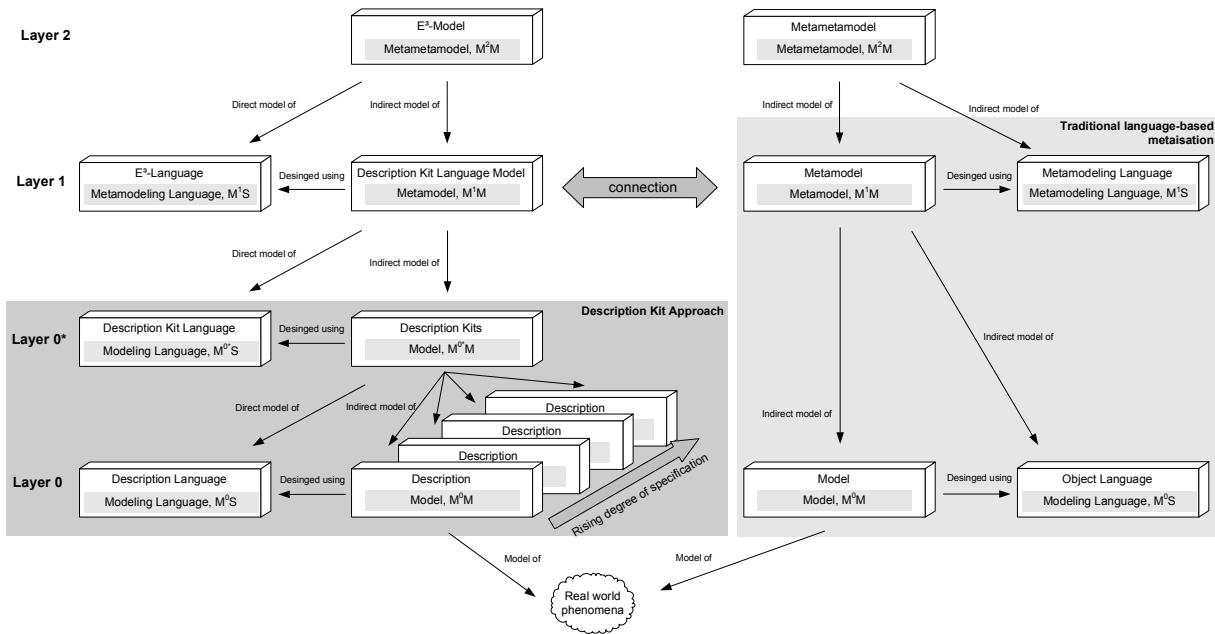 Layer 2
E³-Model
Metametamodel, M²M
Metametamodel
Metametamodel, M²M
Direct model of
Indirect model of
Indirect model of
Indirect model of
Traditional language-based
metaisation
Layer 1
E³-Language
Metamodeling Language, M¹S
Desinged using
Description Kit Language Model
Metamodel, M¹M
connection
Metamodel
Metamodel, M¹M
Desinged using
Metamodeling Language
Metamodeling Language, M¹S
Direct model of
Indirect model of
Description Kit Approach
Layer 0*
Description Kit Language
Modeling Language, M⁰*S
Desinged using
Description Kits
Model, M⁰*M
Indirect model of
Direct model of
Indirect model of
Indirect model of
Description
Description
Description
Rising degree of specification
Layer 0
Description Language
Modeling Language, M⁰S
Desinged using
Description
Model, M⁰M
Model
Model, M⁰M
Desinged using
Object Language
Modeling Language, M⁰S
Model of
Model of
Real world
phenomena